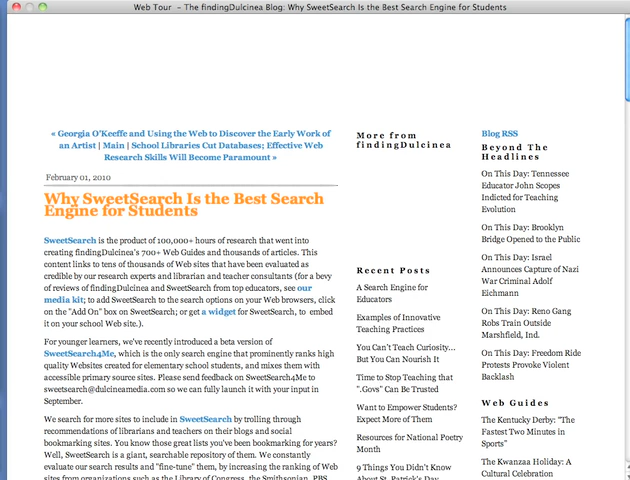 Web Tour - The findingDulcinea Blog: Why SweetSearch Is the Best Search Engine for Students
« Georgia O'Keeffe and Using the Web to Discover the Early Work of
an Artist | Main | School Libraries Cut Databases; Effective Web
Research Skills Will Become Paramount »
February 01, 2010
Why SweetSearch Is the Best Search
Engine for Students
SweetSearch is the product of 100,000+ hours of research that went into
creating findingDulcinea's 700+ Web Guides and thousands of articles. This
content links to tens of thousands of Web sites that have been evaluated as
credible by our research experts and librarian and teacher consultants (for a bevy
of reviews of findingDulcinea and SweetSearch from top educators, see our
media kit; to add SweetSearch to the search options on your Web browsers, click
on the "Add On" box on SweetSearch; or get a widget for SweetSearch, to embed
it on your school Web site.).
For younger learners, we've recently introduced a beta version of
SweetSearch4Me, which is the only search engine that prominently ranks high
quality Websites created for elementary school students, and mixes them with
accessible primary source sites. Please send feedback on SweetSearch4Me to
sweetsearch@dulcineamedia.com so we can fully launch it with your input in
September.
We search for more sites to include in SweetSearch by trolling through
recommendations of librarians and teachers on their blogs and social
bookmarking sites. You know those great lists you've been bookmarking for years?
Well, SweetSearch is a giant, searchable repository of them. We constantly
evaluate our search results and "fine-tune" them, by increasing the ranking of Web
sites from organizations such as the Library of Congress, the Smithsonian, PBS
More from
findingDulcinea
Recent Posts
A Search Engine for
Educators
Examples of Innovative
Teaching Practices
You Can't Teach Curiosity...
But You Can Nourish It
Time to Stop Teaching that
".Govs" Can Be Trusted
Want to Empower Students?
Expect More of Them
Resources for National Poetry
Month
9 Things You Didn't Know
About St. Patrick's Day
Blog RSS
Beyond The
Headlines
On This Day: Tennessee
Educator John Scopes
Indicted for Teaching
Evolution
On This Day: Brooklyn
Bridge Opened to the Public
On This Day: Israel
Announces Capture of Nazi
War Criminal Adolf
Eichmann
On This Day: Reno Gang
Robs Train Outside
Marshfield, Ind.
On This Day: Freedom Ride
Protests Provoke Violent
Backlash
Web Guides
The Kentucky Derby: "The
Fastest Two Minutes in
Sports"
The Kwanzaa Holiday: A
Cultural Celebration